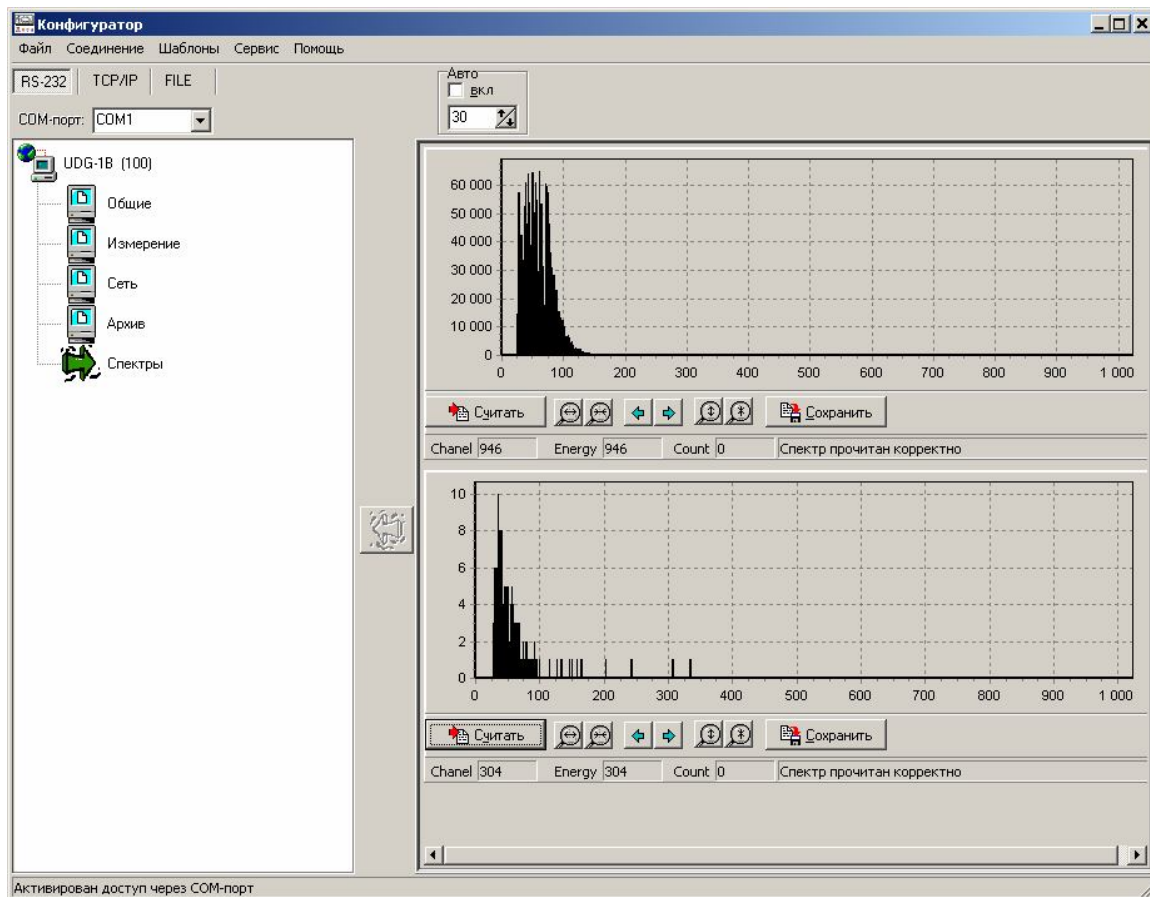 Конфигуратор
Файл Соединение Шаблоны Сервис Помощь
RS-232 TCP/IP FILE
COM-порт: COM1
Авто
вкл
30
UDG-1B (100)
Общие
Измерение
Сеть
Архив
Спектры
60 000
50 000
40 000
30 000
20 000
10 000
0
0 100 200 300 400 500 600 700 800 900 1 000
Считать Сохранить
Chanel 946 Energy 946 Count 0 Спектр прочитан корректно
10
8
6
4
2
0
0 100 200 300 400 500 600 700 800 900 1 000
Считать Сохранить
Chanel 304 Energy 304 Count 0 Спектр прочитан корректно
Активирован доступ через COM-порт